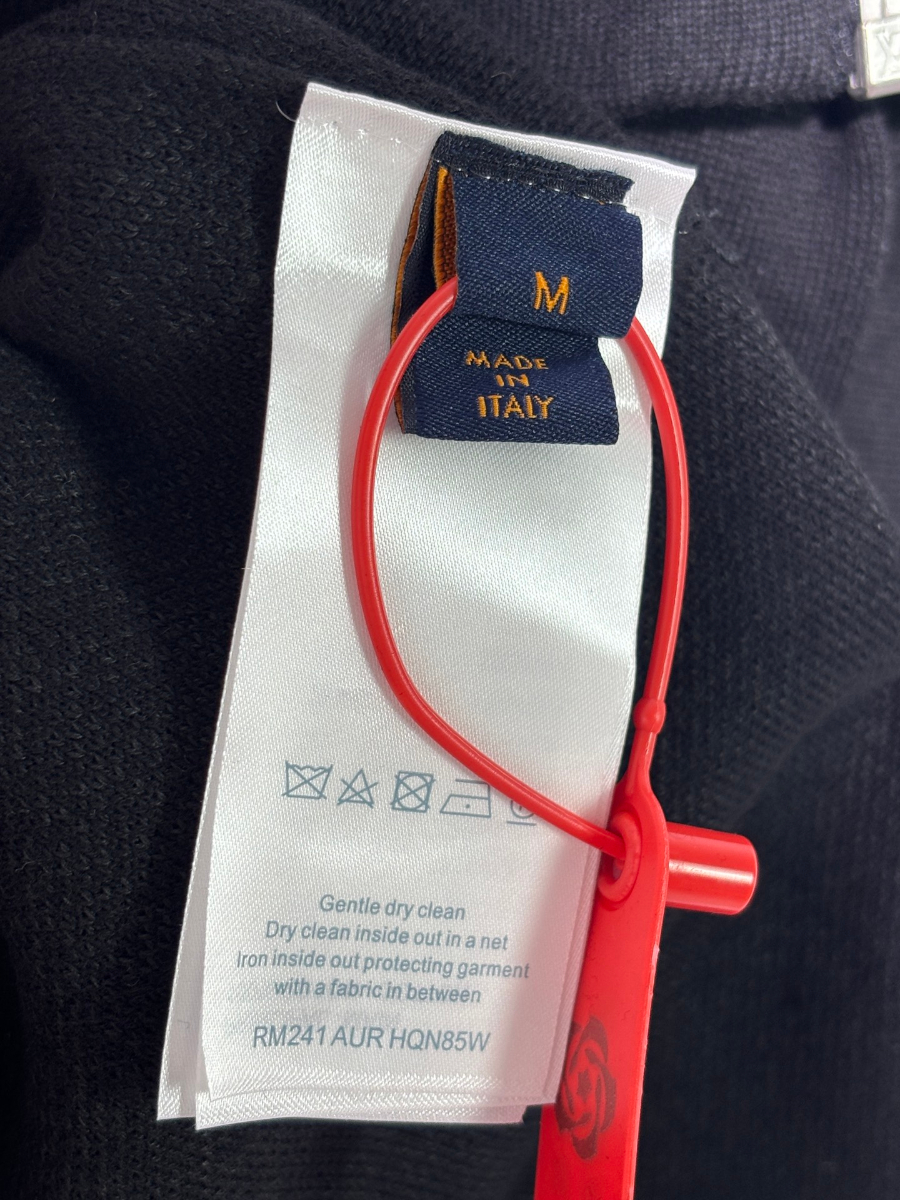 M
MADE
IN
ITALY
Gentle dry clean
Dry clean inside out in a net
Iron inside out protecting garment
with a fabric in between
RM241 AUR HQN85W